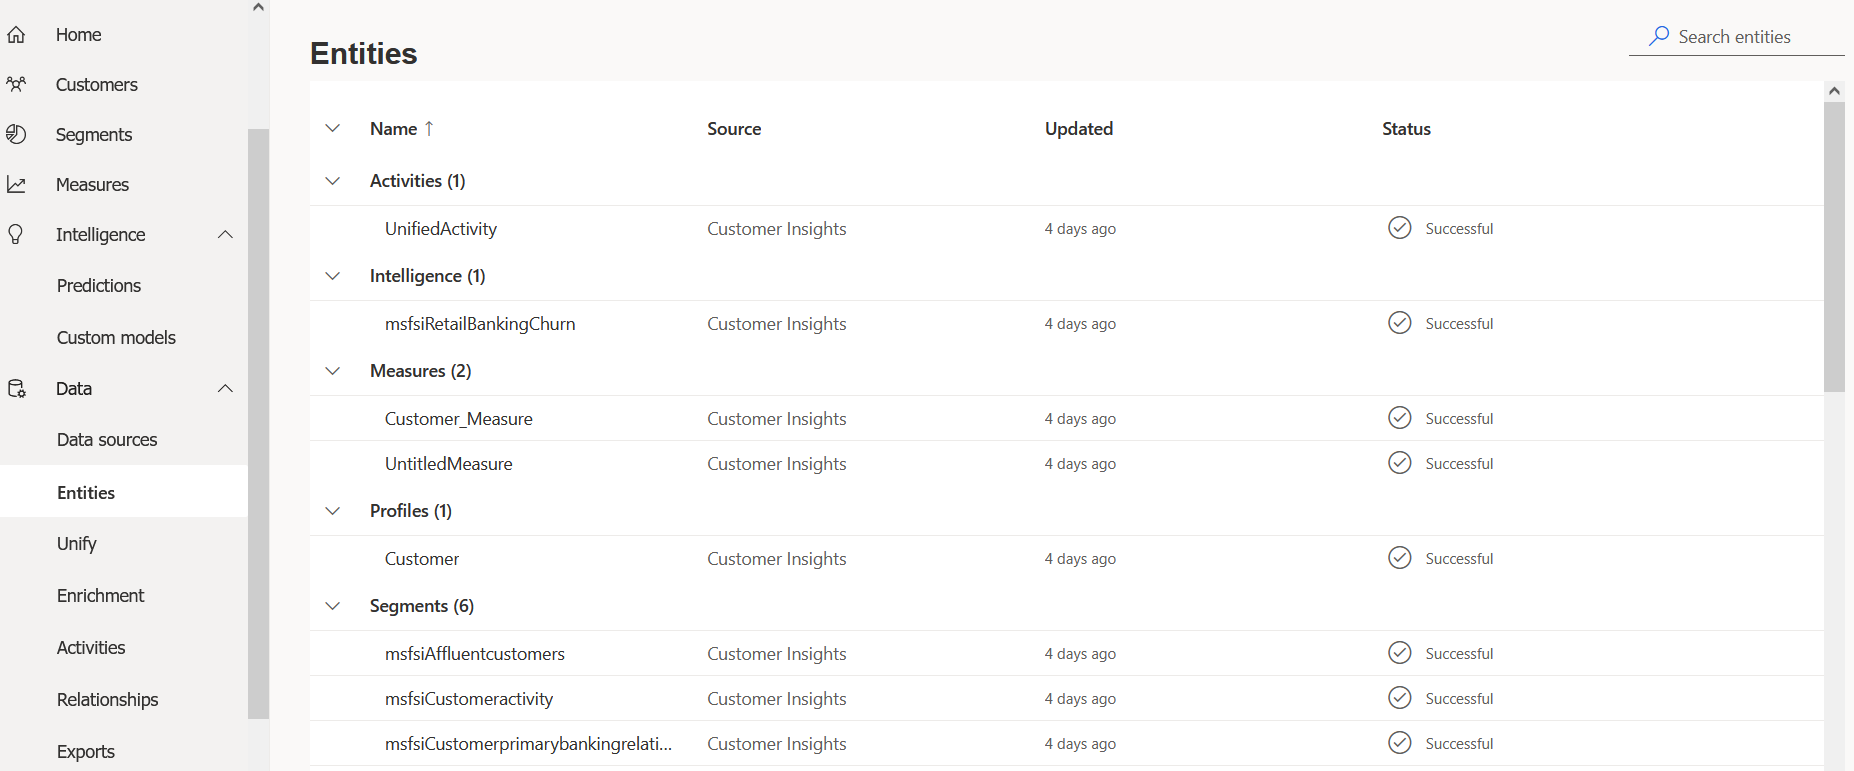 Home
Customers
Segments
Measures
Intelligence
Predictions
Custom models
Data
Data sources
Entities
Unify
Enrichment
Activities
Relationships
Exports
Entities
Search entities
Name ↑ Source Updated Status
Activities (1)
UnifiedActivity Customer Insights 4 days ago Successful
Intelligence (1)
msfsiRetailBankingChurn Customer Insights 4 days ago Successful
Measures (2)
Customer_Measure Customer Insights 4 days ago Successful
UntitledMeasure Customer Insights 4 days ago Successful
Profiles (1)
Customer Customer Insights 4 days ago Successful
Segments (6)
msfsiAffluentcustomers Customer Insights 4 days ago Successful
msfsiCustomeractivity Customer Insights 4 days ago Successful
msfsiCustomerprimarybankingrelati... Customer Insights 4 days ago Successful